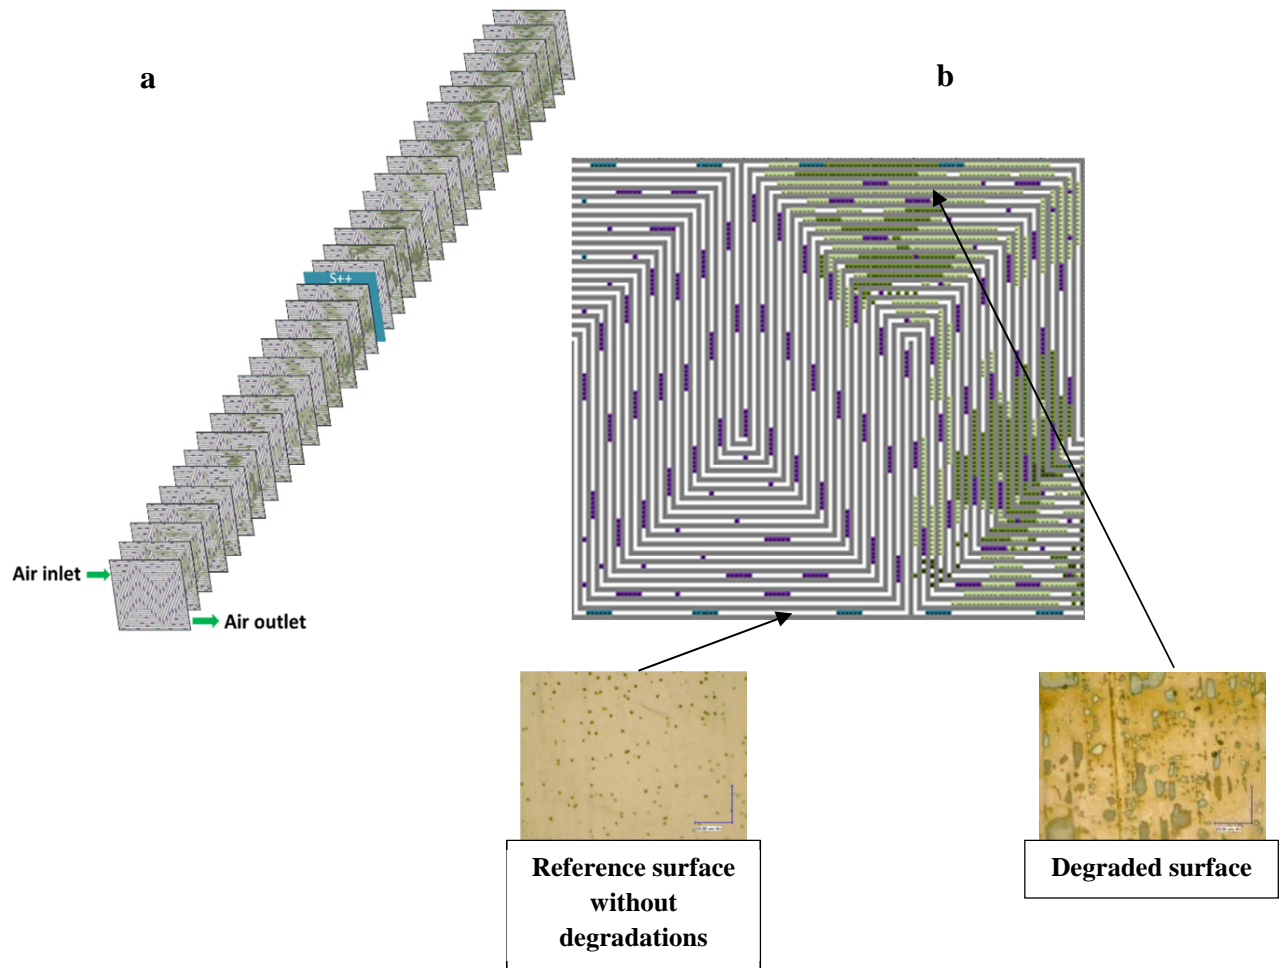 a
b
S++
Air inlet
Air outlet
Reference surface
without
degradations
Degraded surface